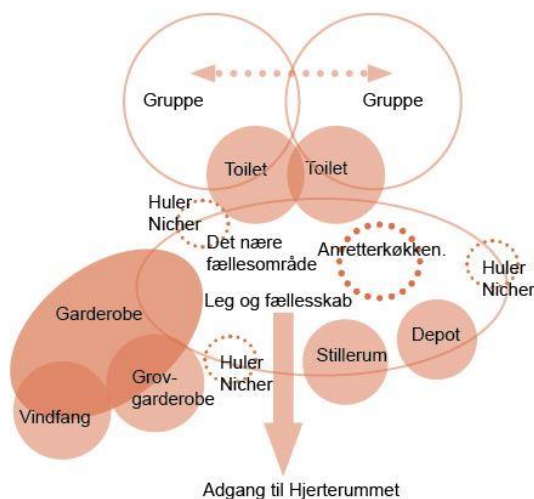 Gruppe
Gruppe
Toilet
Toilet
Huler
Nicher
Det nære
fællesområde
Anretterkøkken.
Huler
Nicher
Leg og fællesskab
Garderobe
Depot
Stillerum
Huler
Nicher
Grov-
garderobe
Vindfang
Adgang til Hjerterummet